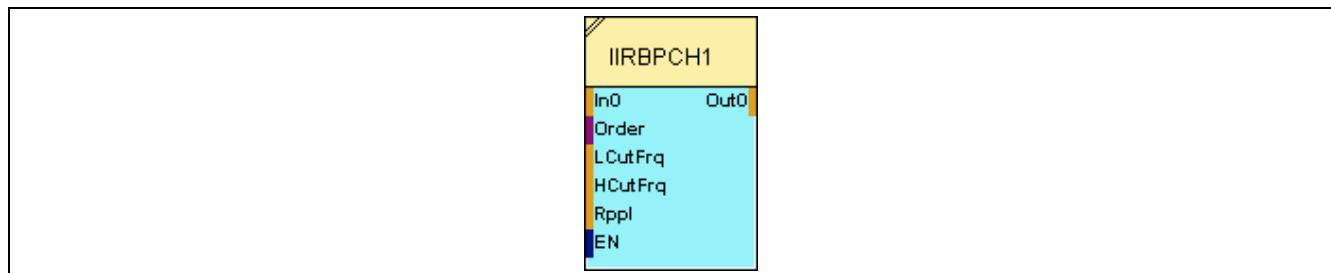 IIRBPCH1
In0 Out0
Order
LCutFrq
HCutFrq
Rppl
EN